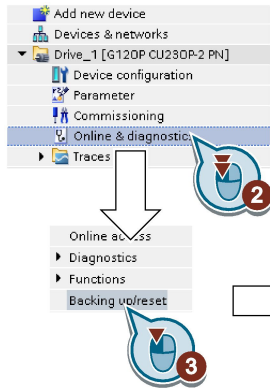 Add new device
Devices & networks
Drive_1 [G120P CU230P-2 PN]
Device configuration
Parameter
Commissioning
Online & diagnostics
Traces
2
Online access
Diagnostics
Functions
Backing up/reset
3